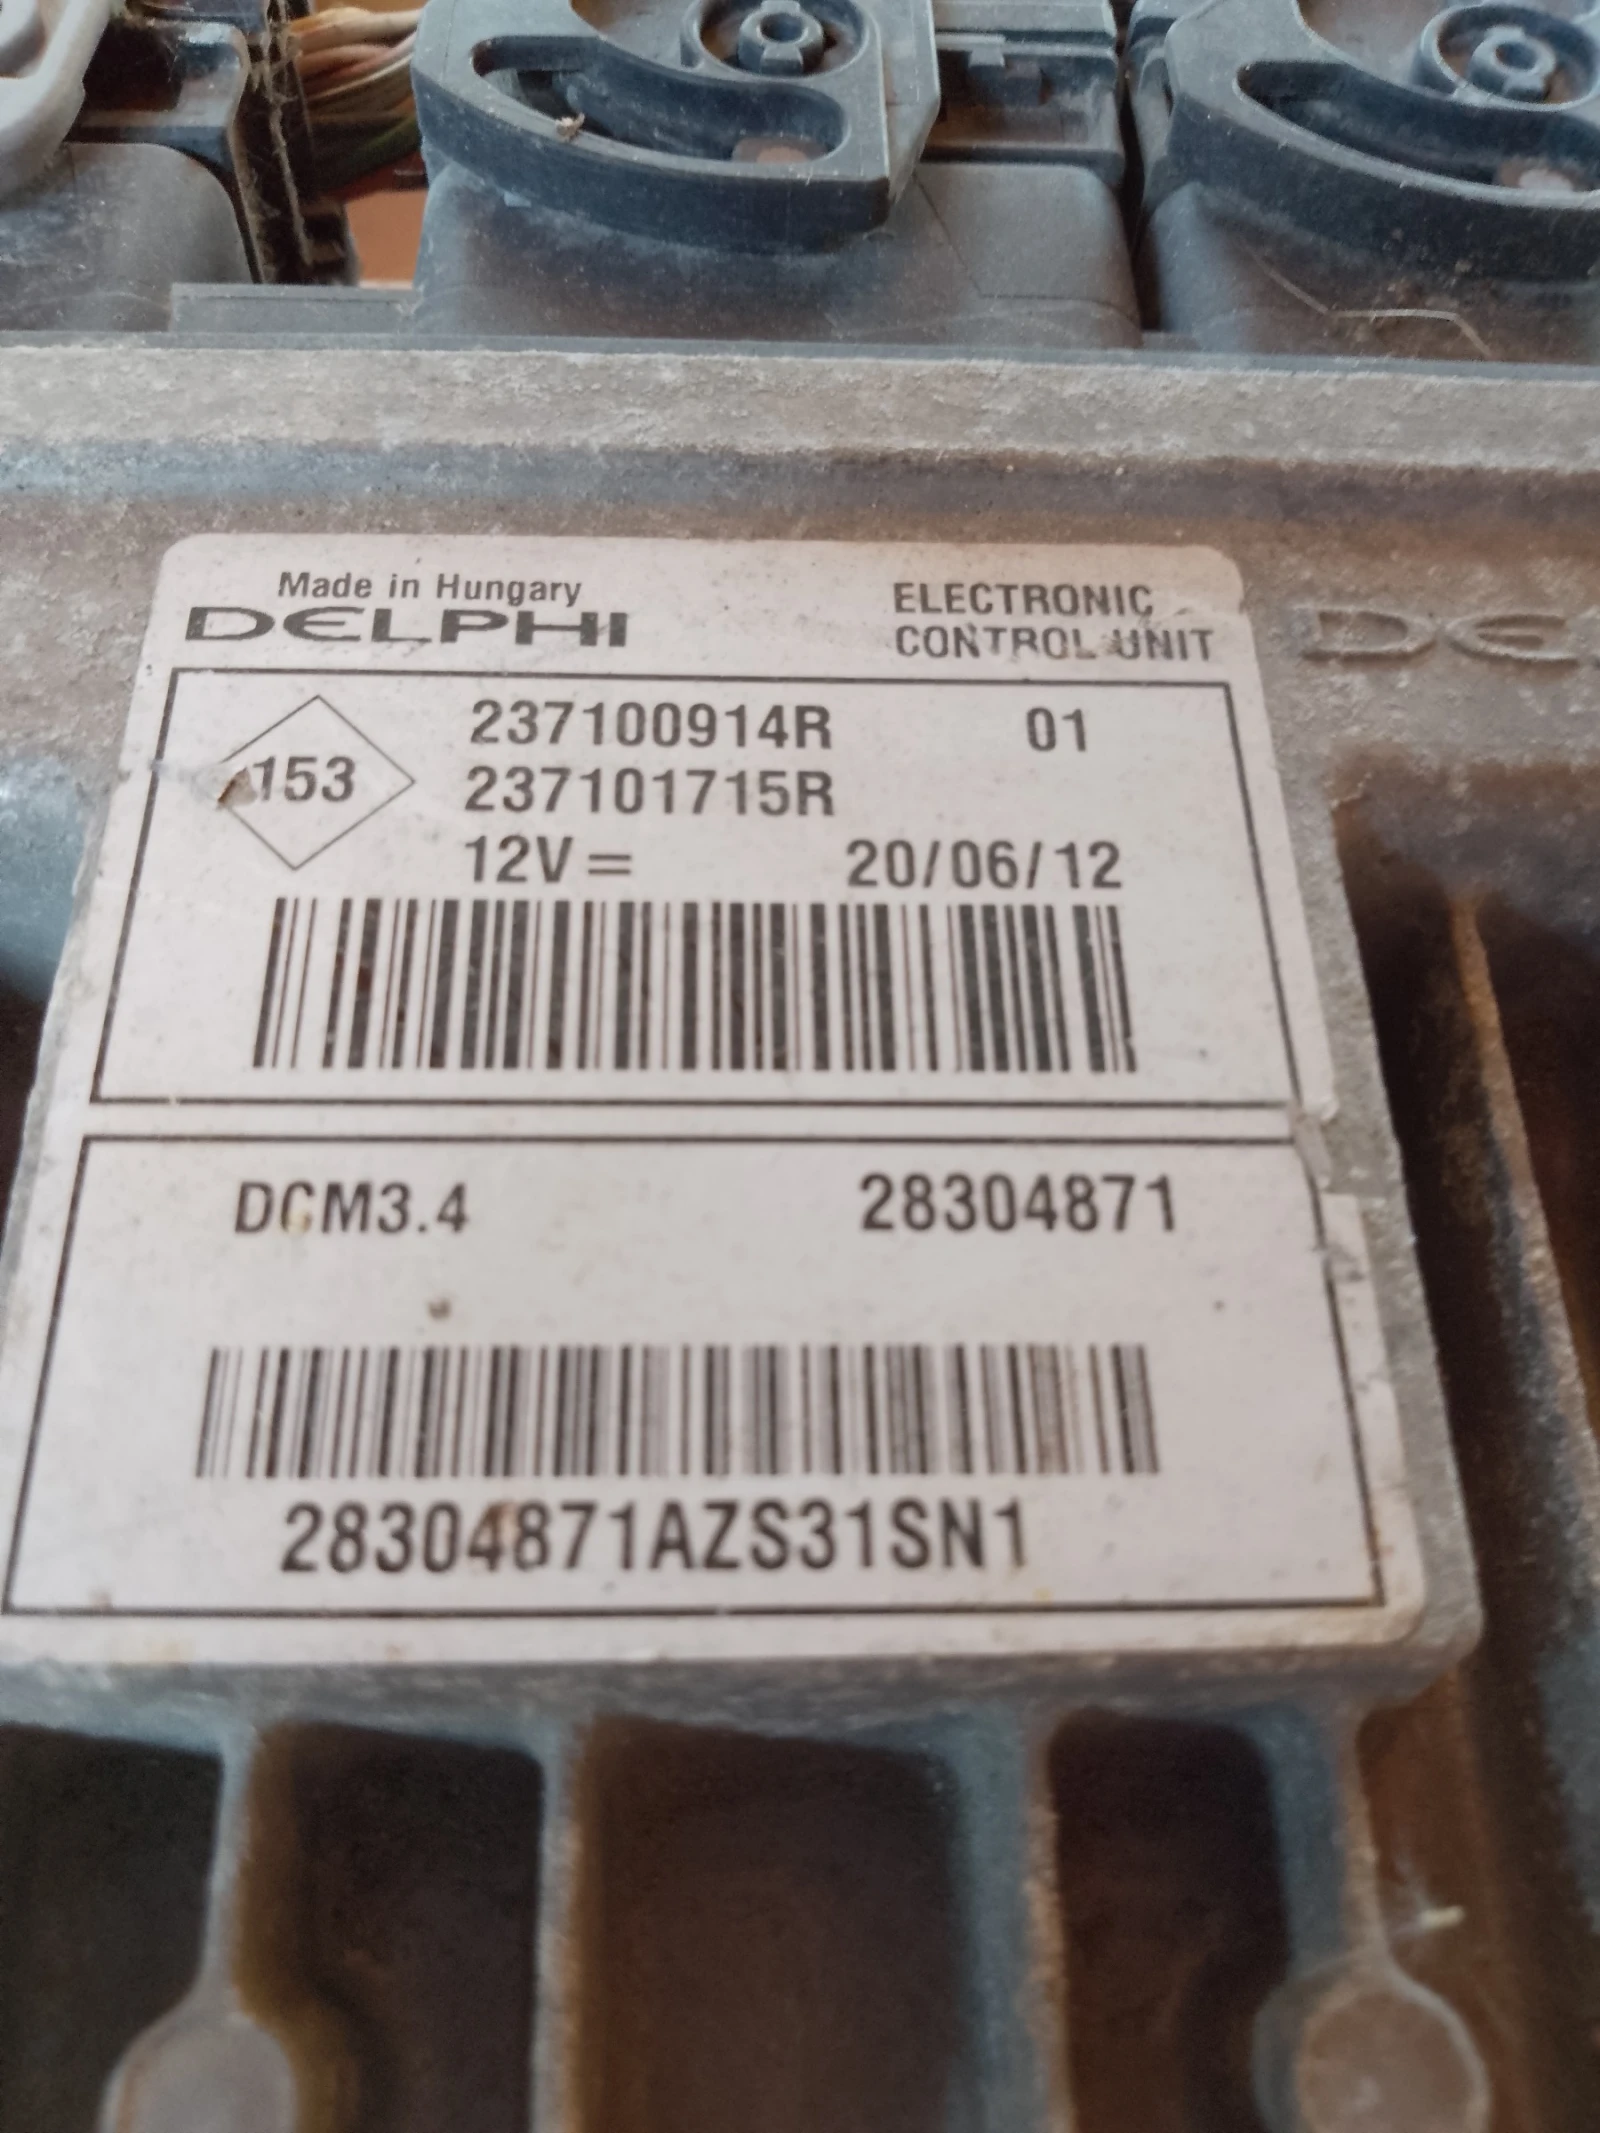 Made in Hungary
DELPHI
ELECTRONIC
CONTROL UNIT
153
237100914R 01
237101715R
12V= 20/06/12
DCM3.4 28304871
28304871AZS31SN1